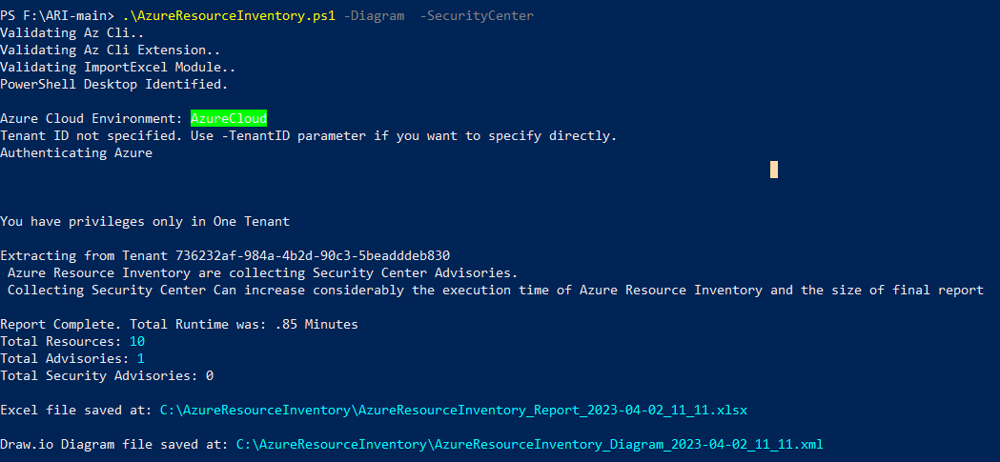 PS F:\ARI-main> .\AzureResourceInventory.ps1 -Diagram  -SecurityCenter
Validating Az Cli..
Validating Az Cli Extension..
Validating ImportExcel Module..
PowerShell Desktop Identified.
Azure Cloud Environment: AzureCloud
Tenant ID not specified. Use -TenantID parameter if you want to specify directly.
Authenticating Azure
You have privileges only in One Tenant
Extracting from Tenant 736232af-984a-4b2d-90c3-5beadddeb830
Azure Resource Inventory are collecting Security Center Advisories.
Collecting Security Center Can increase considerably the execution time of Azure Resource Inventory and the size of final report
Report Complete. Total Runtime was: .85 Minutes
Total Resources: 10
Total Advisories: 1
Total Security Advisories: 0
Excel file saved at: C:\AzureResourceInventory\AzureResourceInventory_Report_2023-04-02_11_11.xlsx
Draw.io Diagram file saved at: C:\AzureResourceInventory\AzureResourceInventory_Diagram_2023-04-02_11_11.xml